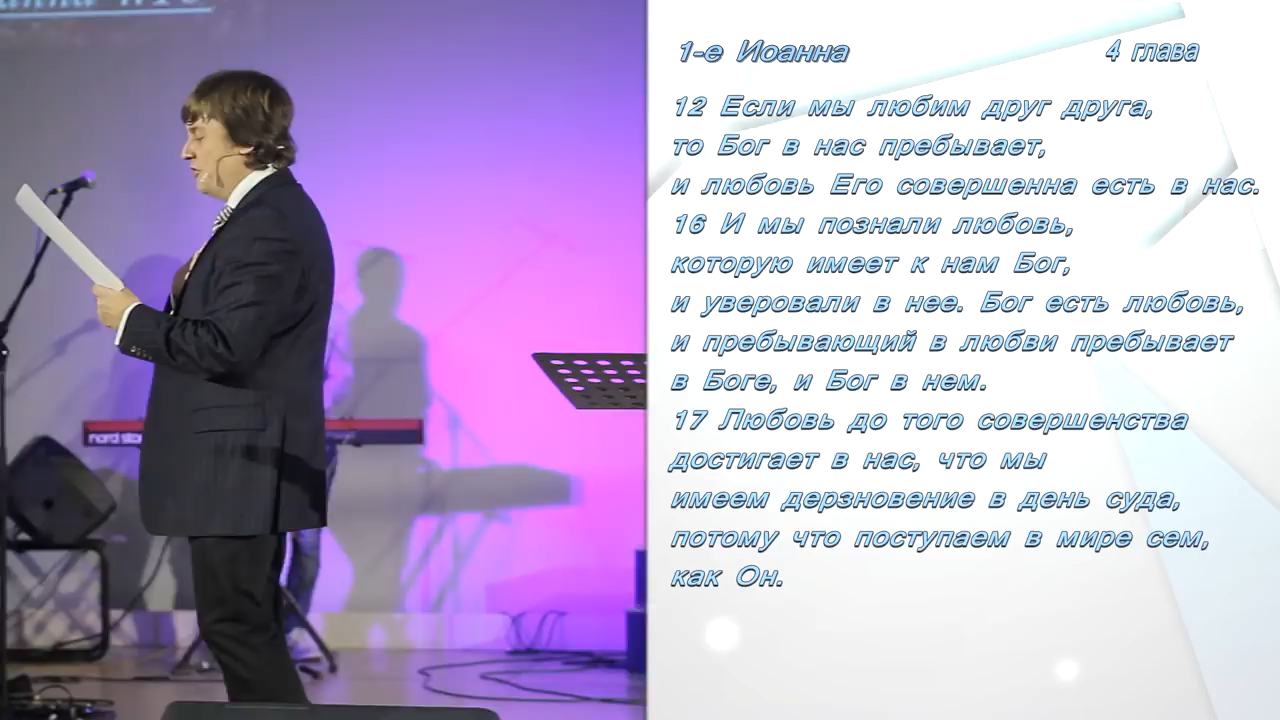 1-е Иоанна 4 глава
12 Если мы любим друг друга,
то Бог в нас пребывает,
и любовь Его совершенна есть в нас.
16 И мы познали любовь,
которую имеет к нам Бог,
и уверовали в нее. Бог есть любовь,
и пребывающий в любви пребывает
в Боге, и Бог в нем.
17 Любовь до того совершенства
достигает в нас, что мы
имеем дерзновение в день суда,
потому что поступаем в мире сем,
как Он.
nord